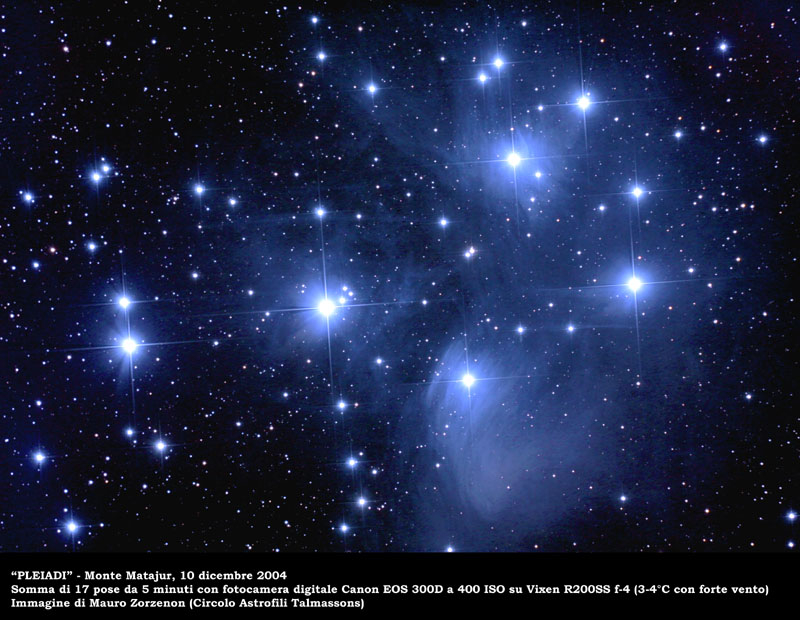 “PLEIADI” - Monte Matajur, 10 dicembre 2004
Somma di 17 pose da 5 minuti con fotocamera digitale Canon EOS 300D a 400 ISO su Vixen R200SS f-4 (3-4°C con forte vento)
Immagine di Mauro Zorzenon (Circolo Astrofili Talmassons)